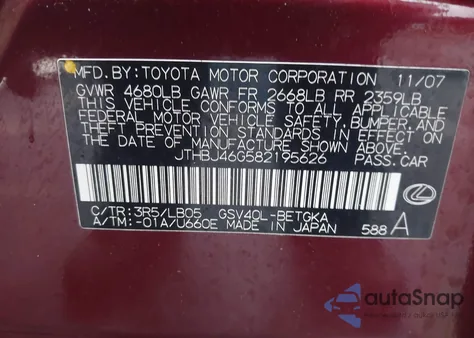 MFD. BY: TOYOTA MOTOR CORPORATION 11/07
GVWR 4680LB GAWR FR 2668LB RR 2359LB
THIS VEHICLE CONFORMS TO ALL APPLICABLE
FEDERAL MOTOR VEHICLE SAFETY, BUMPER, AND
THEFT PREVENTION STANDARDS IN EFFECT ON
THE DATE OF MANUFACTURE SHOWN ABOVE.
JTHBJ46G582195626 PASS. CAR
C/TR: 3R5/LB05 GSV40L-BETGKA
A/TM: -01A/U660E MADE IN JAPAN 588 A
autoSnap